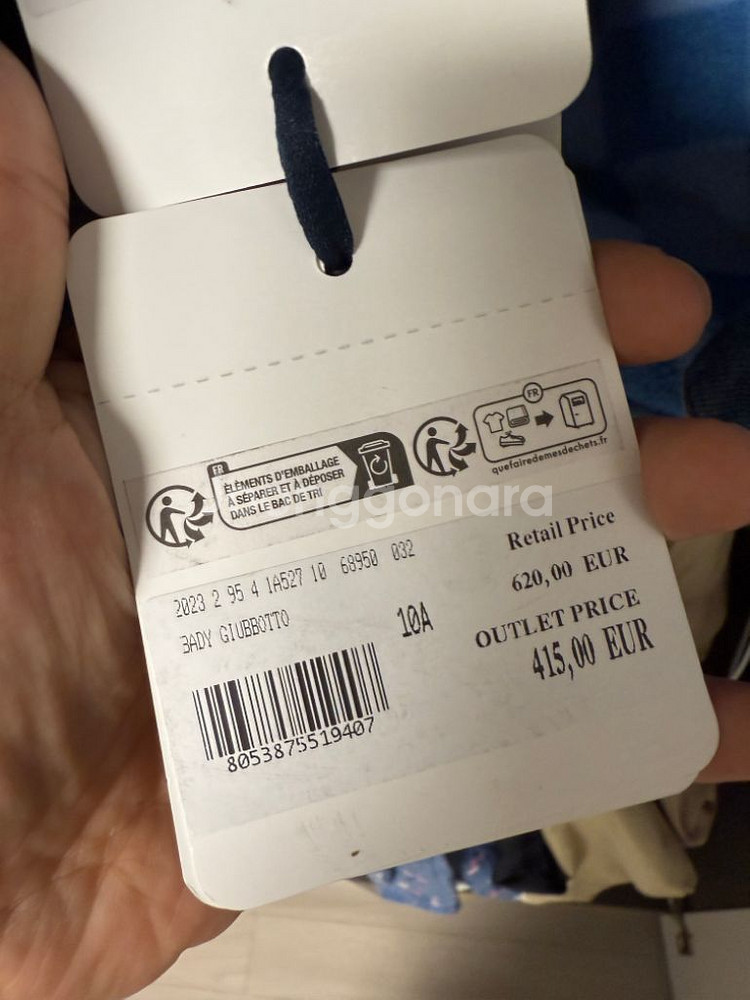 FR
ÉLÉMENTS D'EMBALLAGE
À SÉPARER ET À DÉPOSER
DANS LE BAC DE TRI
FR
quefairedemesdechets.fr
nggonara
2023 2 95 4 1A527 10 68950 032
BADY GIUBBOTTO
10A
Retail Price
620,00 EUR
OUTLET PRICE
415,00 EUR
8053875519407